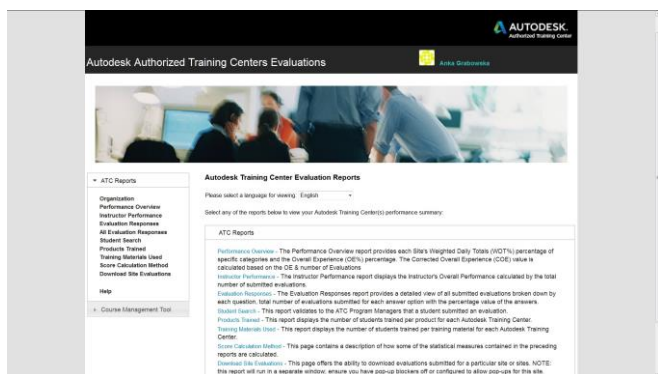 AUTODESK.
Authorized Training Center
Autodesk Authorized Training Centers Evaluations
Anka Grabowska
ATC Reports
Organization
Performance Overview
Instructor Performance
Evaluation Responses
All Evaluation Responses
Student Search
Products Trained
Training Materials Used
Score Calculation Method
Download Site Evaluations
Help
Course Management Tool
Autodesk Training Center Evaluation Reports
Please select a language for viewing English
Select any of the reports below to view your Autodesk Training Center(s) performance summary:
ATC Reports
Performance Overview - The Performance Overview report provides each Site's Weighted Daily Totals (WDT%) percentage of
specific categories and the Overall Experience (OE%) percentage. The Corrected Overall Experience (COE) value is
calculated based on the OE & number of Evaluations
Instructor Performance - The Instructor Performance report displays the Instructor's Overall Performance calculated by the total
number of submitted evaluations.
Evaluation Responses - The Evaluation Responses report provides a detailed view of all submitted evaluations broken down by
each question, total number of evaluations submitted for each answer option with the percentage value of the answers.
Student Search - This report validates to the ATC Program Managers that a student submitted an evaluation.
Products Trained - This report displays the number of students trained per product for each Autodesk Training Center.
Training Materials Used - This report displays the number of students trained per training material for each Autodesk Training
Center.
Score Calculation Method - This page contains a description of how some of the statistical measures contained in the preceding
reports are calculated.
Download Site Evaluations - This page offers the ability to download evaluations submitted for a particular site or sites. NOTE:
this report will run in a separate window, ensure you have pop-up blockers off or configured to allow pop-ups for this site